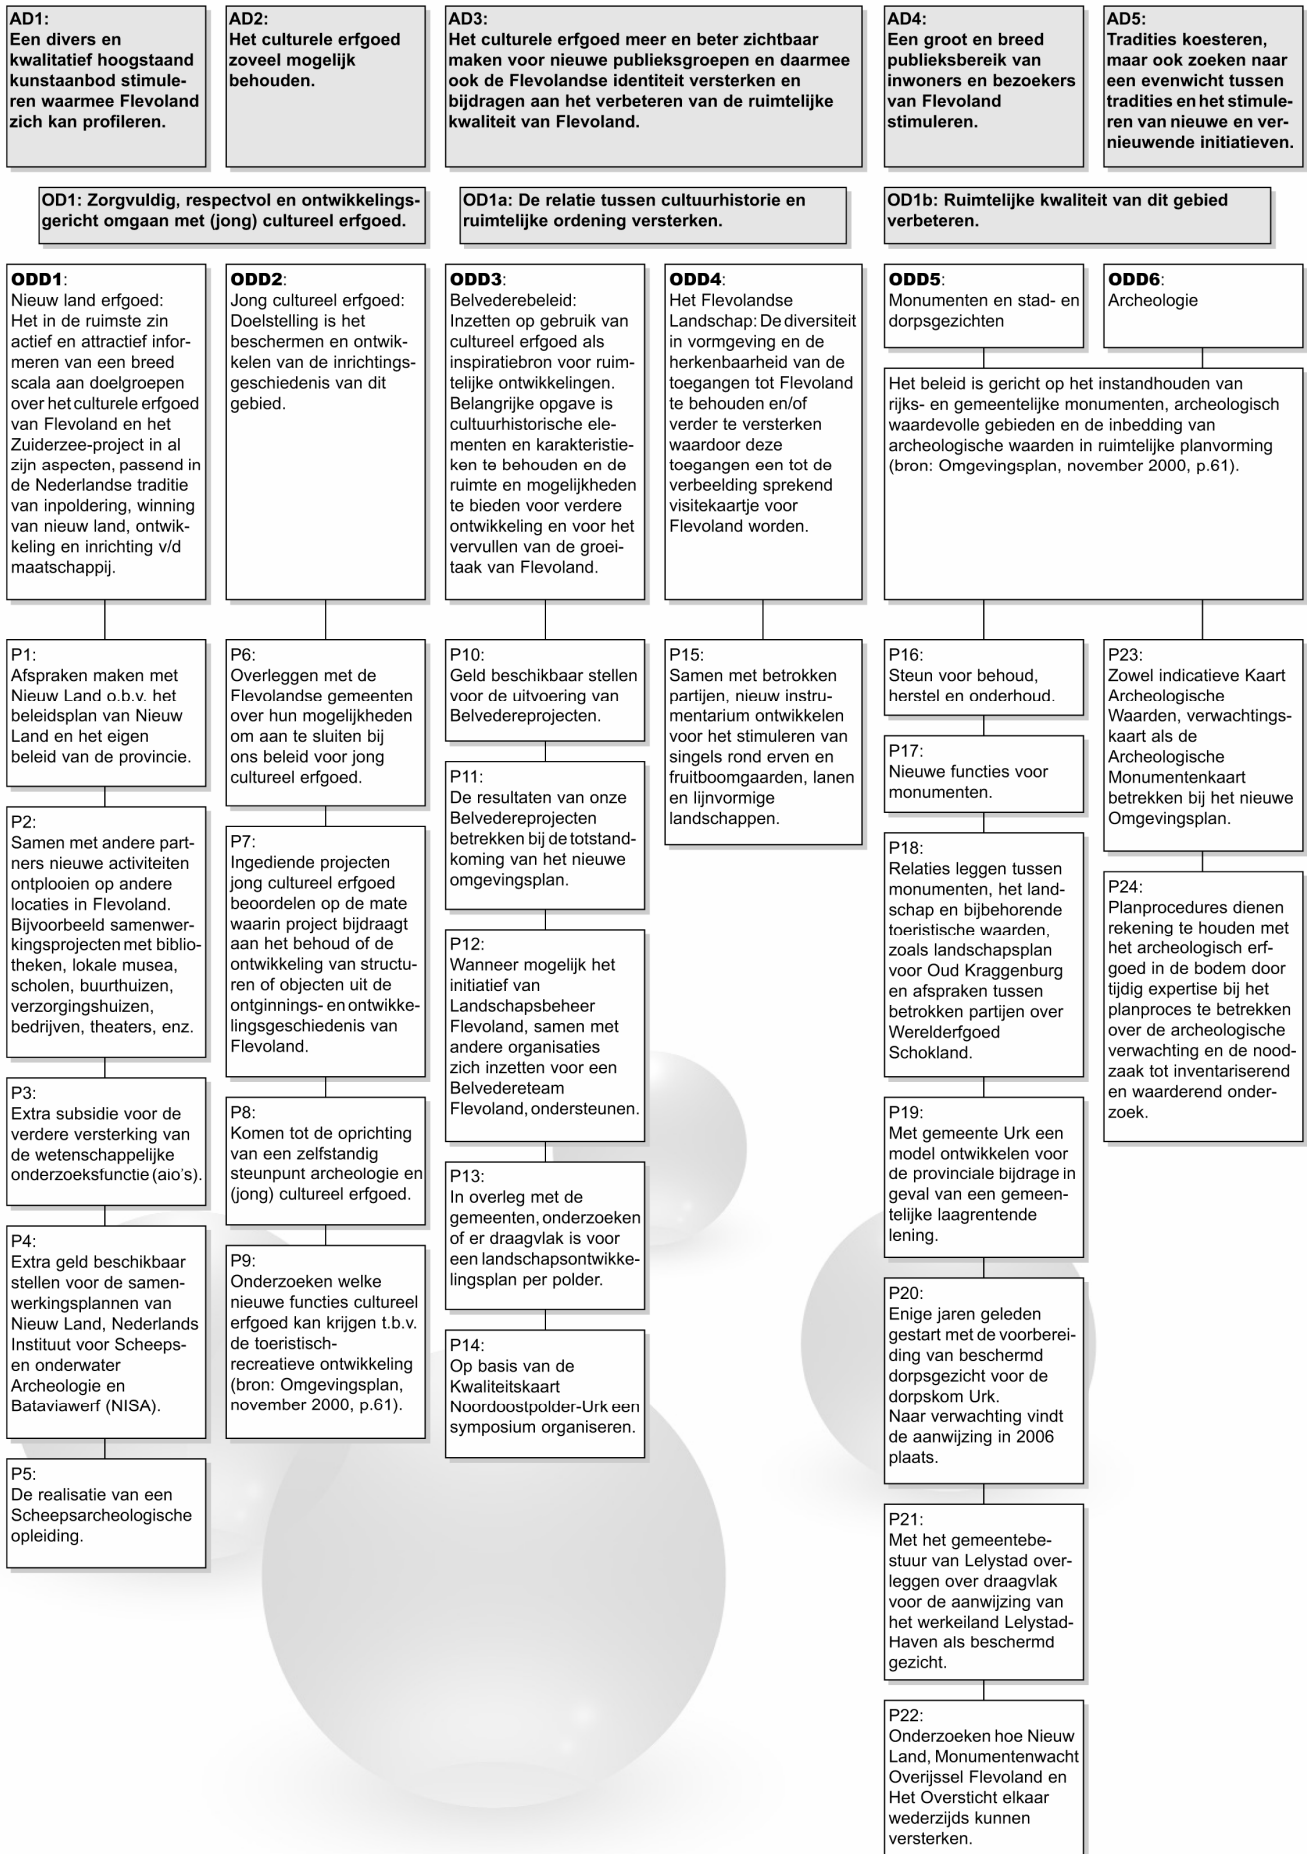 AD1:
Een divers en
kwalitatief hoogstaand
kunstaanbod stimule-
ren waarmee Flevoland
zich kan profileren.
AD2:
Het culturele erfgoed
zoveel mogelijk
behouden.
AD3:
Het culturele erfgoed meer en beter zichtbaar
maken voor nieuwe publieksgroepen en daarmee
ook de Flevolandse identiteit versterken en
bijdragen aan het verbeteren van de ruimtelijke
kwaliteit van Flevoland.
AD4:
Een groot en breed
publieksbereik van
inwoners en bezoekers
van Flevoland
stimuleren.
AD5:
Tradities koesteren,
maar ook zoeken naar
een evenwicht tussen
tradities en het stimule-
ren van nieuwe en ver-
nieuwende initiatieven.
OD1: Zorgvuldig, respectvol en ontwikkelings-
gericht omgaan met (jong) cultureel erfgoed.
OD1a: De relatie tussen cultuurhistorie en
ruimtelijke ordening versterken.
OD1b: Ruimtelijke kwaliteit van dit gebied
verbeteren.
ODD1:
Nieuw land erfgoed:
Het in de ruimste zin
actief en attractief infor-
meren van een breed
scala aan doelgroepen
over het culturele erfgoed
van Flevoland en het
Zuiderzee-project in al
zijn aspecten, passend in
de Nederlandse traditie
van inpoldering, winning
van nieuw land, ontwik-
keling en inrichting v/d
maatschappij.
ODD2:
Jong cultureel erfgoed:
Doelstelling is het
beschermen en ontwik-
kelen van de inrichtings-
geschiedenis van dit
gebied.
ODD3:
Belvederebeleid:
Inzetten op gebruik van
cultureel erfgoed als
inspiratiebron voor ruim-
telijke ontwikkelingen.
Belangrijke opgave is
cultuurhistorische ele-
menten en karakteristie-
ken te behouden en de
ruimte en mogelijkheden
te bieden voor verdere
ontwikkeling en voor het
vervullen van de groei-
taak van Flevoland.
ODD4:
Het Flevolandse
Landschap: De diversiteit
in vormgeving en de
herkenbaarheid van de
toegangen tot Flevoland
te behouden en/of
verder te versterken
waardoor deze
toegangen een tot de
verbeelding sprekend
visitekaartje voor
Flevoland worden.
ODD5:
Monumenten en stad- en
dorpsgezichten
ODD6:
Archeologie
Het beleid is gericht op het instandhouden van
rijks- en gemeentelijke monumenten, archeologisch
waardevolle gebieden en de inbedding van
archeologische waarden in ruimtelijke planvorming
(bron: Omgevingsplan, november 2000, p.61).
P1:
Afspraken maken met
Nieuw Land o.b.v. het
beleidsplan van Nieuw
Land en het eigen
beleid van de provincie.
P2:
Samen met andere part-
ners nieuwe activiteiten
ontplooien op andere
locaties in Flevoland.
Bijvoorbeeld samenwer-
kingsprojecten met biblio-
theken, lokale musea,
scholen, buurthuizen,
verzorgingshuizen,
bedrijven, theaters, enz.
P3:
Extra subsidie voor de
verdere versterking van
de wetenschappelijke
onderzoeksfunctie (aio's).
P4:
Extra geld beschikbaar
stellen voor de samen-
werkingsplannen van
Nieuw Land, Nederlands
Instituut voor Scheeps-
en onderwater
Archeologie en
Bataviawerf (NISA).
P5:
De realisatie van een
Scheepsarcheologische
opleiding.
P6:
Overleggen met de
Flevolandse gemeenten
over hun mogelijkheden
om aan te sluiten bij
ons beleid voor jong
cultureel erfgoed.
P7:
Ingediende projecten
jong cultureel erfgoed
beoordelen op de mate
waarin project bijdraagt
aan het behoud of de
ontwikkeling van structu-
ren of objecten uit de
ontginnings- en ontwikke-
lingsgeschiedenis van
Flevoland.
P8:
Komen tot de oprichting
van een zelfstandig
steunpunt archeologie en
(jong) cultureel erfgoed.
P9:
Onderzoeken welke
nieuwe functies cultureel
erfgoed kan krijgen t.b.v.
de toeristisch-
recreatieve ontwikkeling
(bron: Omgevingsplan,
november 2000, p.61).
P10:
Geld beschikbaar stellen
voor de uitvoering van
Belvedereprojecten.
P11:
De resultaten van onze
Belvedereprojecten
betrekken bij de totstand-
koming van het nieuwe
omgevingsplan.
P12:
Wanneer mogelijk het
initiatief van
Landschapsbeheer
Flevoland, samen met
andere organisaties
zich inzetten voor een
Belvedereteam
Flevoland, ondersteunen.
P13:
In overleg met de
gemeenten, onderzoeken
of er draagvlak is voor
een landschapsontwikke-
lingsplan per polder.
P14:
Op basis van de
Kwaliteitskaart
Noordoostpolder-Urk een
symposium organiseren.
P15:
Samen met betrokken
partijen, nieuw instru-
mentarium ontwikkelen
voor het stimuleren van
singels rond erven en
fruitboomgaarden, lanen
en lijnvormige
landschappen.
P16:
Steun voor behoud,
herstel en onderhoud.
P17:
Nieuwe functies voor
monumenten.
P18:
Relaties leggen tussen
monumenten, het land-
schap en bijbehorende
toeristische waarden,
zoals landschapsplan
voor Oud Kraggenburg
en afspraken tussen
betrokken partijen over
Werelderfgoed
Schokland.
P19:
Met gemeente Urk een
model ontwikkelen voor
de provinciale bijdrage in
geval van een gemeen-
telijke laagrentende
lening.
P20:
Enige jaren geleden
gestart met de voorberei-
ding van beschermd
dorpsgezicht voor de
dorpskom Urk.
Naar verwachting vindt
de aanwijzing in 2006
plaats.
P21:
Met het gemeentebe-
stuur van Lelystad over-
leggen over draagvlak
voor de aanwijzing van
het werkeiland Lelystad-
Haven als beschermd
gezicht.
P22:
Onderzoeken hoe Nieuw
Land, Monumentenwacht
Overijssel Flevoland en
Het Oversticht elkaar
wederzijds kunnen
versterken.
P23:
Zowel indicatieve Kaart
Archeologische
Waarden, verwachtings-
kaart als de
Archeologische
Monumentenkaart
betrekken bij het nieuwe
Omgevingsplan.
P24:
Planprocedures dienen
rekening te houden met
het archeologisch erf-
goed in de bodem door
tijdig expertise bij het
planproces te betrekken
over de archeologische
verwachting en de nood-
zaak tot inventariserend
en waarderend onder-
zoek.